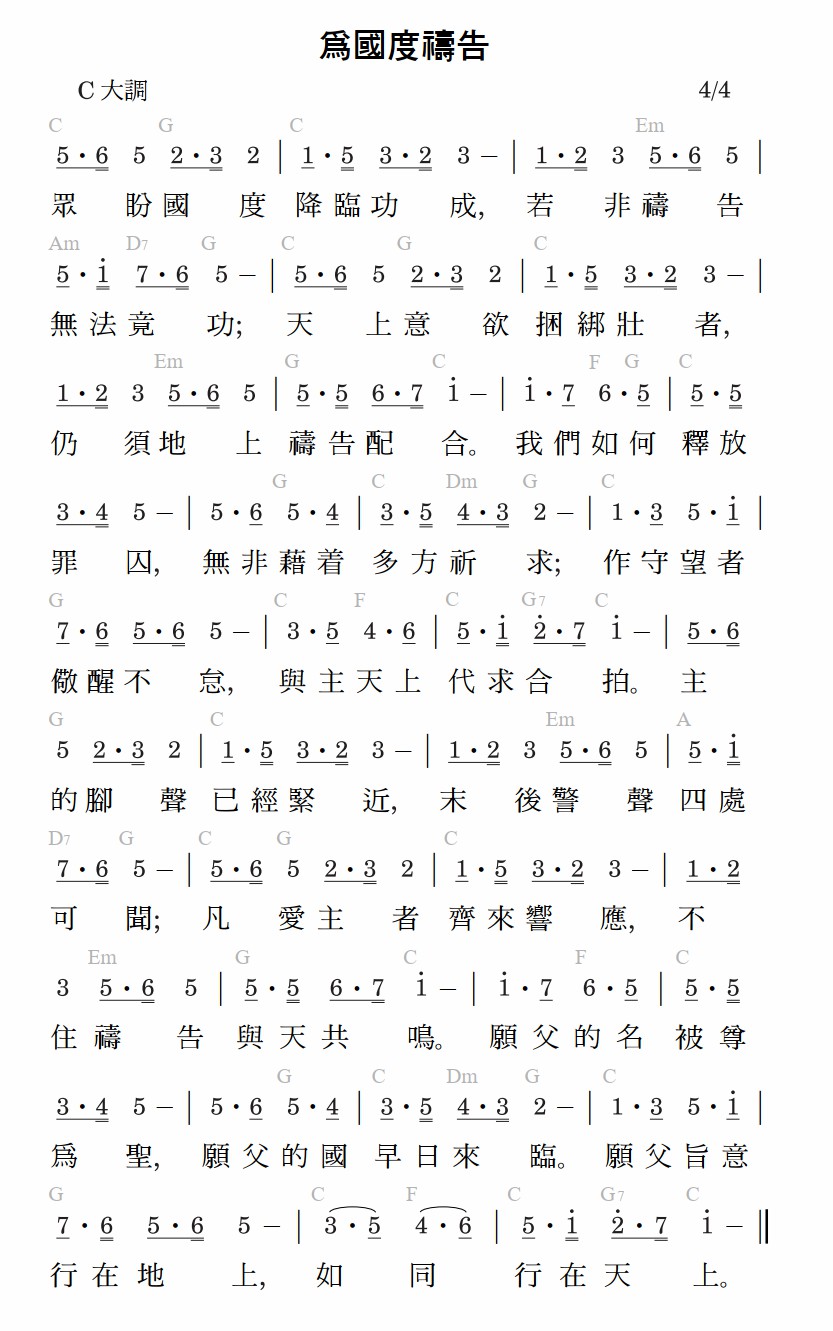 爲國度禱告
C 大調 4/4
C G C Em
5·6 5 2·3 2 | 1·5 3·2 3 – | 1·2 3 5·6 5 |
眾 盼國 度 降臨功 成, 若 非禱 告
Am D7 G C G C
5·i̇ 7·6 5 – | 5·6 5 2·3 2 | 1·5 3·2 3 – |
無法竟 功; 天 上意 欲 捆綁壯 者,
Em G C F G C
1·2 3 5·6 5 | 5·5 6·7 1̇ – | 1̇·7 6·5 | 5·5
仍 須地 上 禱告配 合。 我們如何 釋放
G C Dm G C
3·4 5 – | 5·6 5·4 | 3·5 4·3 2 – | 1·3 5·1̇ |
罪 囚, 無非藉着 多方祈 求; 作守望者
G C F C G7 C
7·6 5·6 5 – | 3·5 4·6 | 5·1̇ 2̇·7 1̇ – | 5·6
儆醒不 怠, 與主天上 代求合 拍。 主
G C Em A
5 2·3 2 | 1·5 3·2 3 – | 1·2 3 5·6 5 | 5·1̇
的腳 聲 已經緊 近, 末 後警 聲 四處
D7 G C G C
7·6 5 – | 5·6 5 2·3 2 | 1·5 3·2 3 – | 1·2
可 聞; 凡 愛主 者 齊來響 應, 不
Em G C F C
3 5·6 5 | 5·5 6·7 1̇ – | 1̇·7 6·5 | 5·5
住禱 告 與天共 鳴。 願父的名 被尊
G C Dm G C
3·4 5 – | 5·6 5·4 | 3·5 4·3 2 – | 1·3 5·1̇ |
爲 聖, 願父的國 早日來 臨。 願父旨意
G C F C G7 C
7·6 5·6 5 – | 3·5 4·6 | 5·1̇ 2̇·7 1̇ – ‖
行在地 上, 如 同 行在天 上。